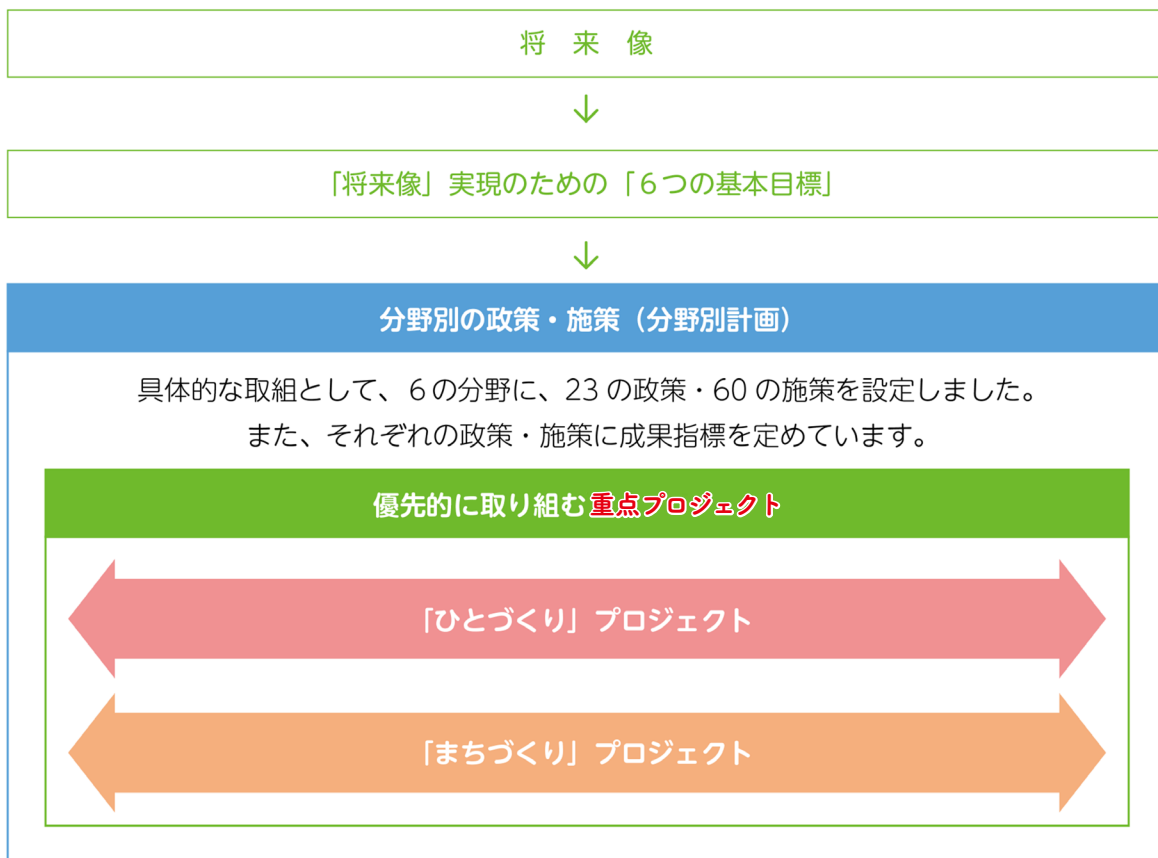 将来像
↓
「将来像」実現のための「６つの基本目標」
↓
分野別の政策・施策（分野別計画）
具体的な取組として、６の分野に、23の政策・60の施策を設定しました。
また、それぞれの政策・施策に成果指標を定めています。
優先的に取り組む重点プロジェクト
「ひとづくり」プロジェクト
「まちづくり」プロジェクト